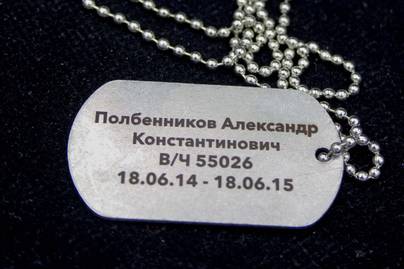 Полбенников Александр
Константинович
В/Ч 55026
18.06.14 - 18.06.15